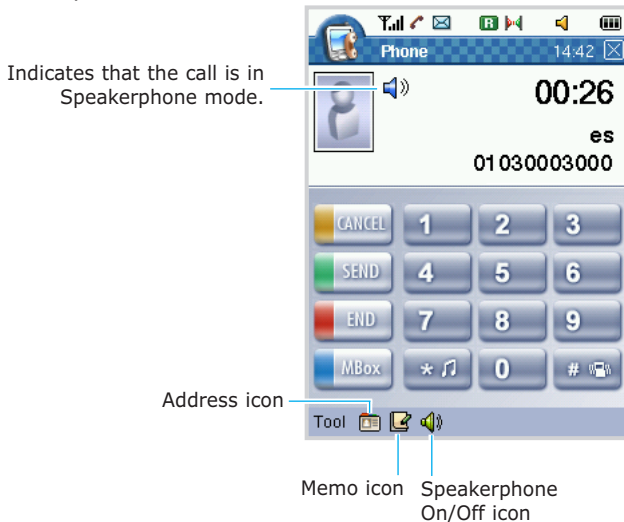 Phone 14:42
Indicates that the call is in
Speakerphone mode.
00:26
es
01030003000
CANCEL 1 2 3
SEND 4 5 6
END 7 8 9
MBox * 0 #
Address icon
Tool
Memo icon
Speakerphone
On/Off icon